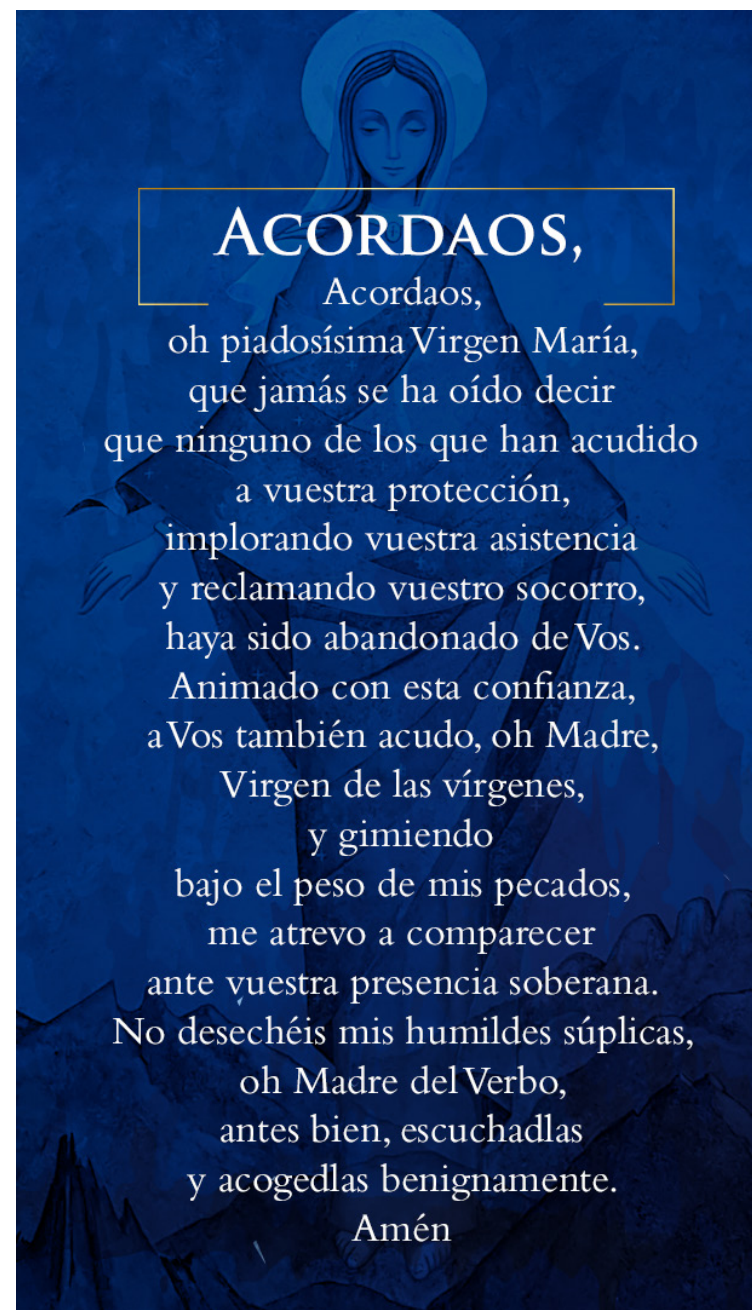 ACORDAOS,
Acordaos,
oh piadosísima Virgen María,
que jamás se ha oído decir
que ninguno de los que han acudido
a vuestra protección,
implorando vuestra asistencia
y reclamando vuestro socorro,
haya sido abandonado de Vos.
Animado con esta confianza,
a Vos también acudo, oh Madre,
Virgen de las vírgenes,
y gimiendo
bajo el peso de mis pecados,
me atrevo a comparecer
ante vuestra presencia soberana.
No desechéis mis humildes súplicas,
oh Madre del Verbo,
antes bien, escuchadlas
y acogedlas benignamente.
Amén